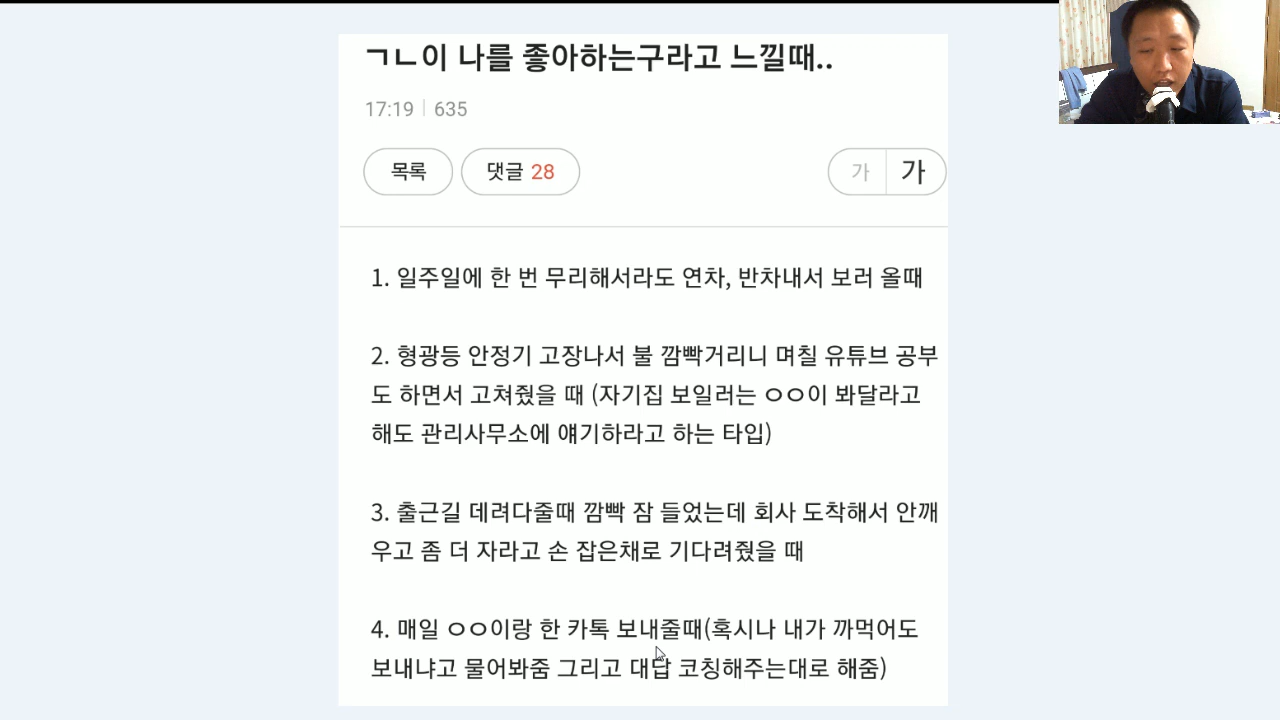 ㄱㄴ이 나를 좋아하는구라고 느낄때..
17:19 635
목록 댓글 28 가 가
1. 일주일에 한 번 무리해서라도 연차, 반차내서 보러 올때
2. 형광등 안정기 고장나서 불 깜빡거리니 며칠 유튜브 공부
도 하면서 고쳐줬을 때 (자기집 보일러는 ㅇㅇ이 봐달라고
해도 관리사무소에 얘기하라고 하는 타입)
3. 출근길 데려다줄때 깜빡 잠 들었는데 회사 도착해서 안깨
우고 좀 더 자라고 손 잡은채로 기다려줬을 때
4. 매일 ㅇㅇ이랑 한 카톡 보내줄때(혹시나 내가 까먹어도
보내냐고 물어봐줌 그리고 대답 코칭해주는대로 해줌)